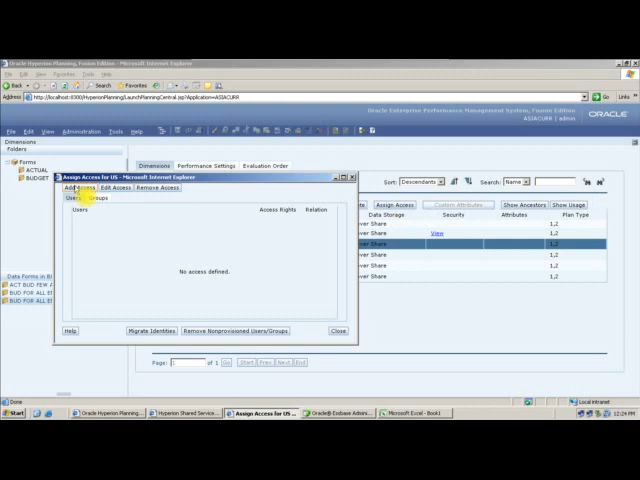 Oracle Hyperion Planning, Fusion Edition - Microsoft Internet Explorer
File Edit View Favorites Tools Help
Back Search Favorites
Address http://localhost:8300/HyperionPlanning/LaunchPlanningCentral.jsp?Application=ASIACURR Go Links
Oracle Enterprise Performance Management System, Fusion Edition
ASIACURR | admin
ORACLE
File Edit View Administration Tools Help
Dimensions
Folders
Forms
ACTUAL
BUDGET
Dimensions Performance Settings Evaluation Order
Sort: Descendants Search: Name
Assign Access Custom Attributes Show Ancestors Show Usage
Data Storage Security Attributes Plan Type
ver Share 1,2
ver Share View 1,2
ver Share 1,2
ver Share 1,2
ver Share 1,2
ver Share 1,2
Assign Access for US - Microsoft Internet Explorer
Add Access Edit Access Remove Access
Users Groups
Users Access Rights Relation
No access defined.
Help Migrate Identities Remove Nonprovisioned Users/Groups Close
Data Forms in B
ACT BUD FEW A
BUD FOR ALL E
BUD FOR ALL E
Page: 1 of 1 Go Start Prev Next End
Done Local intranet
Start Oracle Hyperion Planning... Hyperion Shared Service... Assign Access for US ... Oracle® Essbase Admin... Microsoft Excel - Book1 12:24 PM